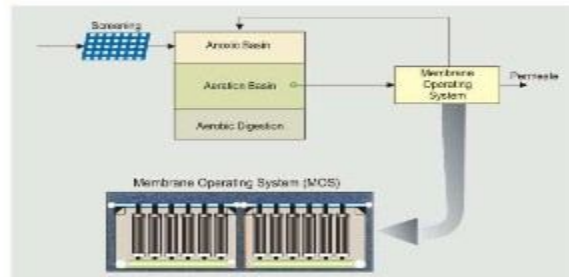 Screening
Anoxic Basin
Aeration Basin
Aerobic Digestion
Membrane
Operating
System
Permeate
Membrane Operating System (MOS)